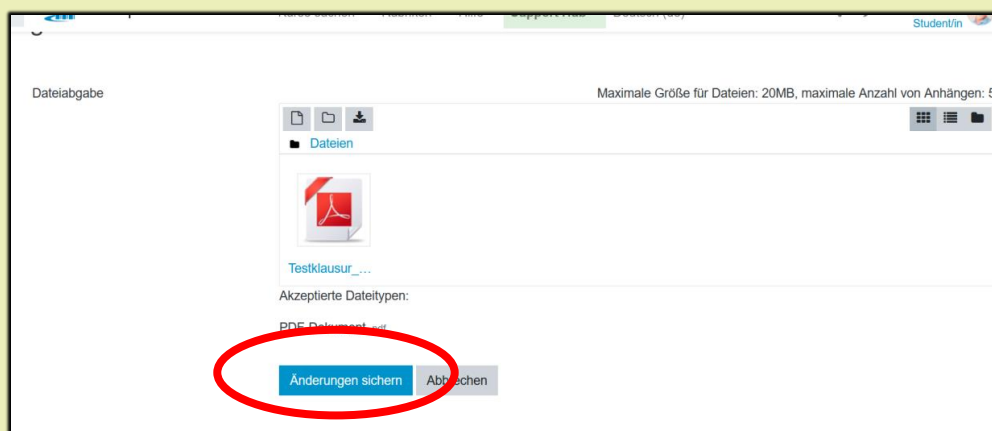 Student/in
Dateiabgabe
Maximale Größe für Dateien: 20MB, maximale Anzahl von Anhängen: 5
Dateien
Testklausur_...
Akzeptierte Dateitypen:
PDF-Dokument .pdf
Änderungen sichern Abbrechen